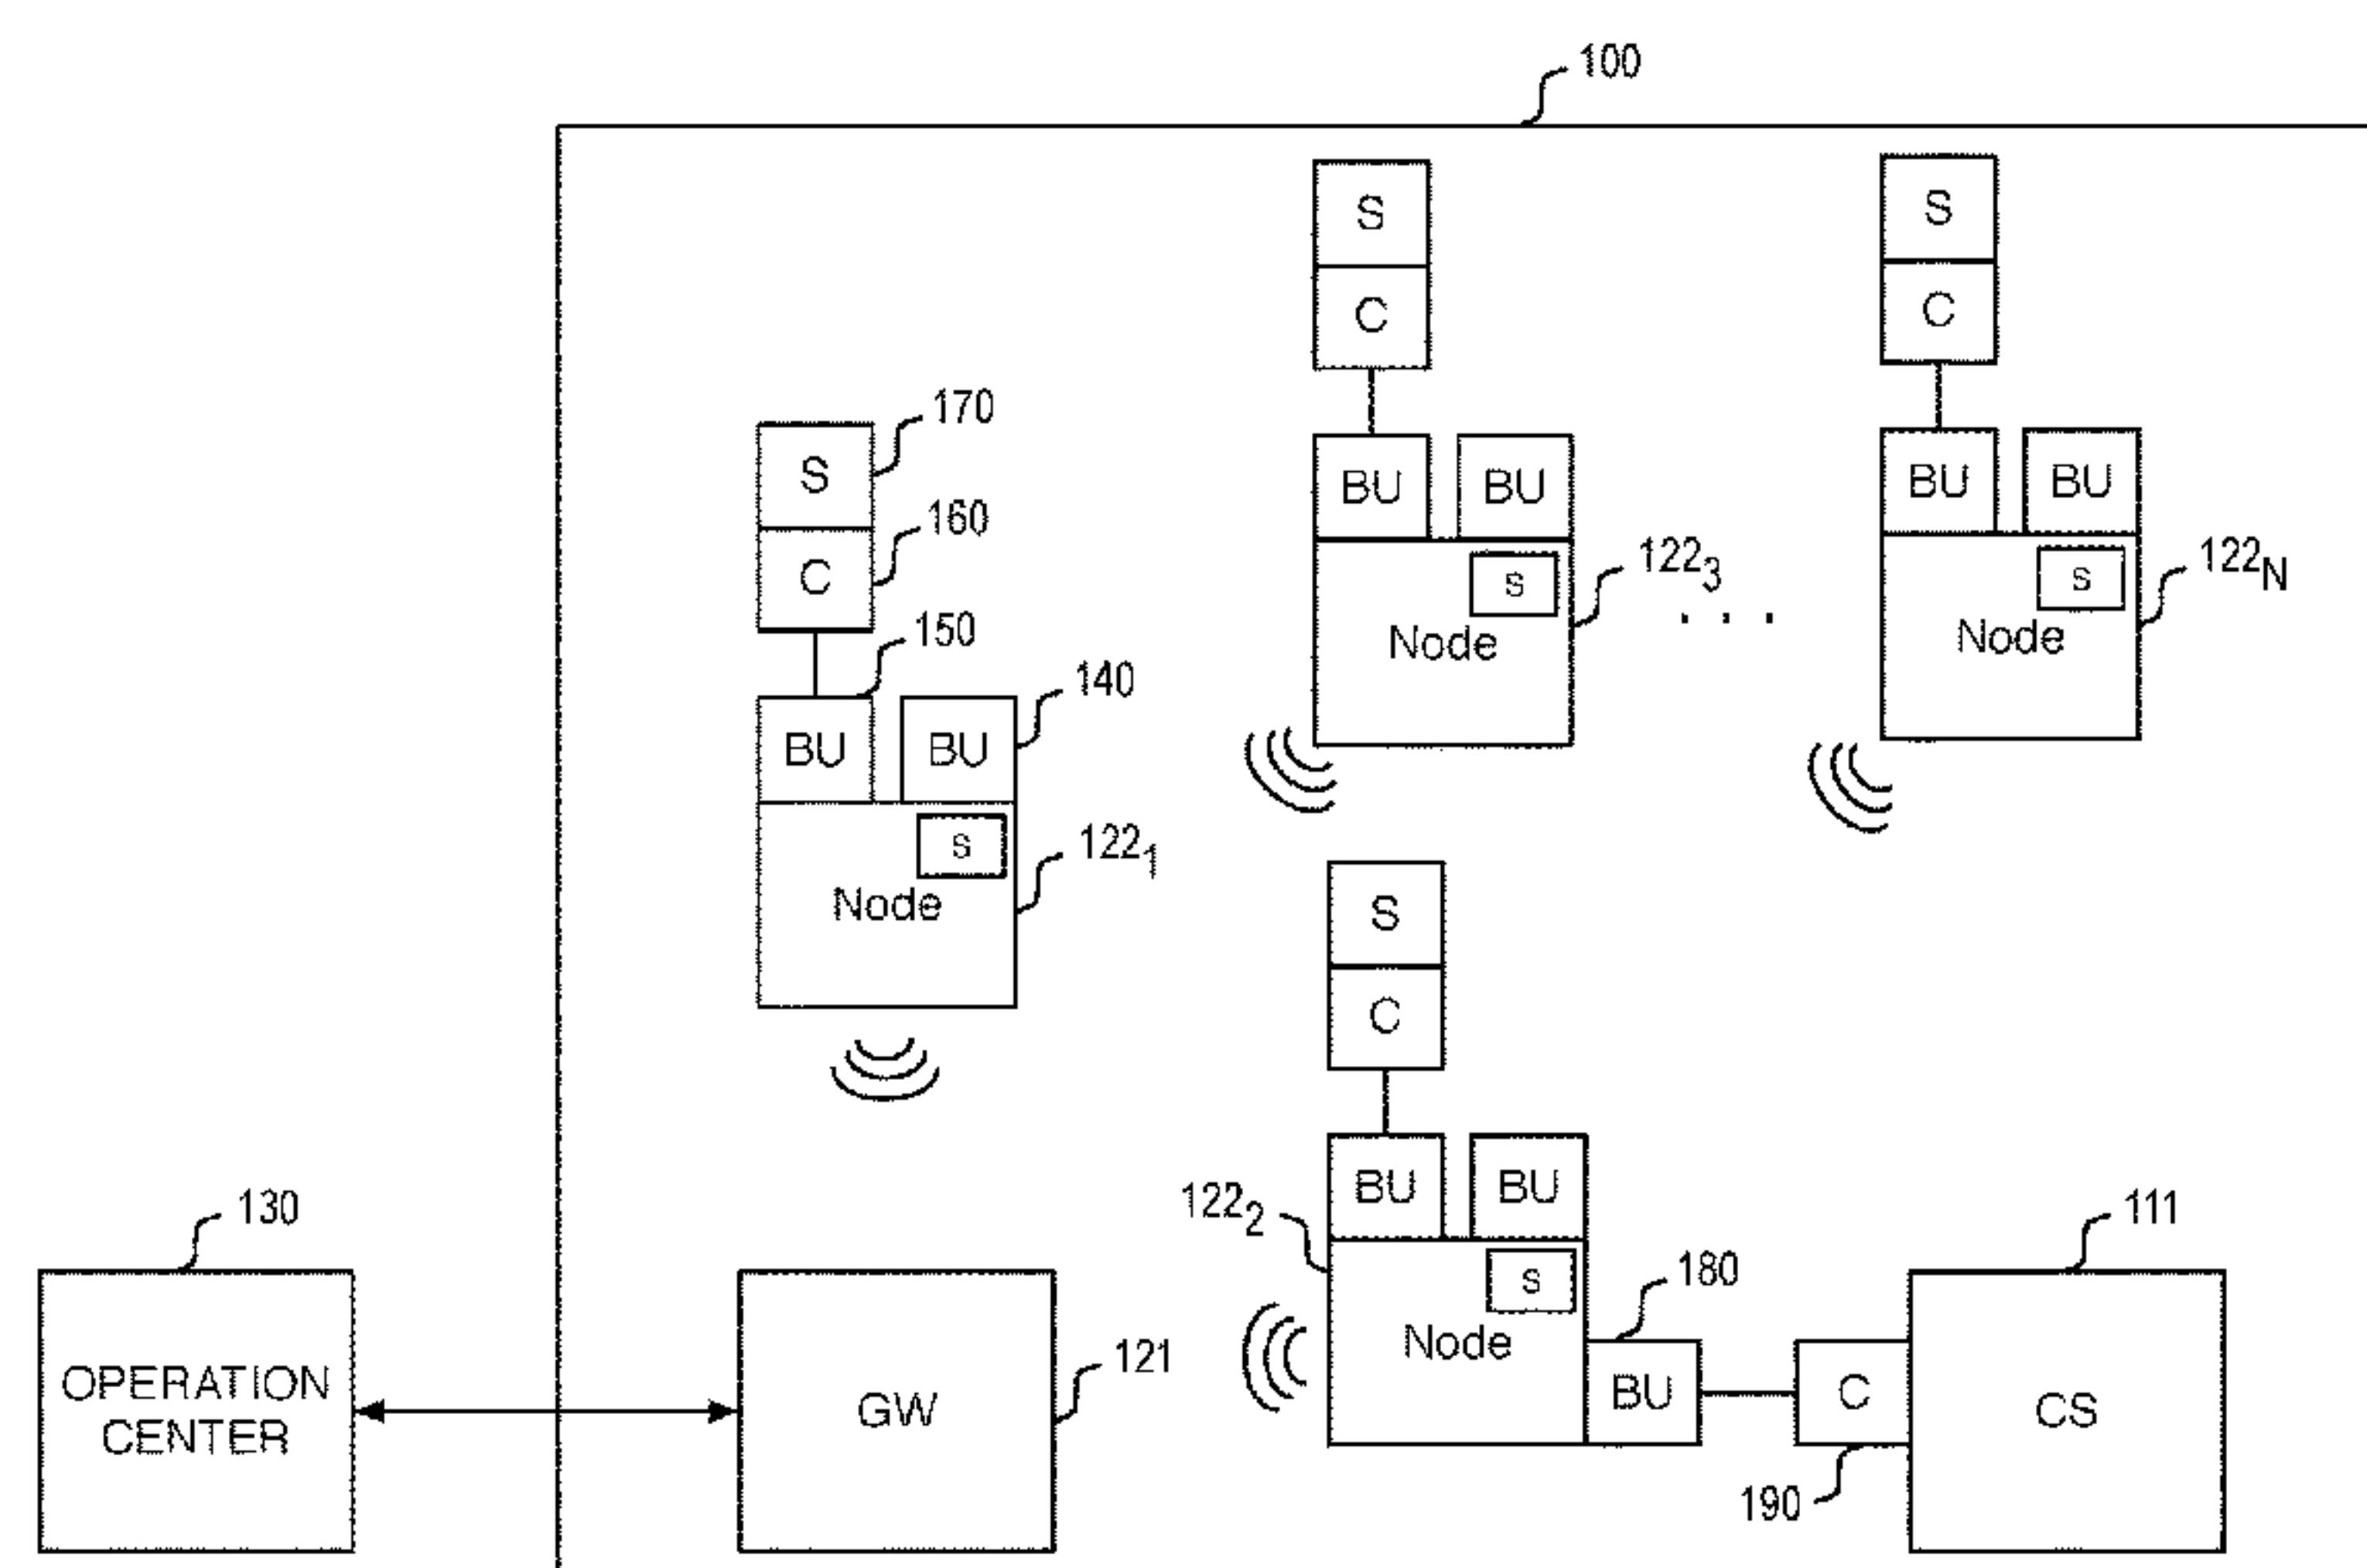 100
S
C
BU
BU
S
Node
122₃
. . .
S
C
BU
BU
S
Node
122N
S
170
C
160
150
BU
BU
140
S
Node
122₁
S
C
BU
BU
122₂
S
Node
180
BU
C
190
111
CS
130
OPERATION
CENTER
GW
121